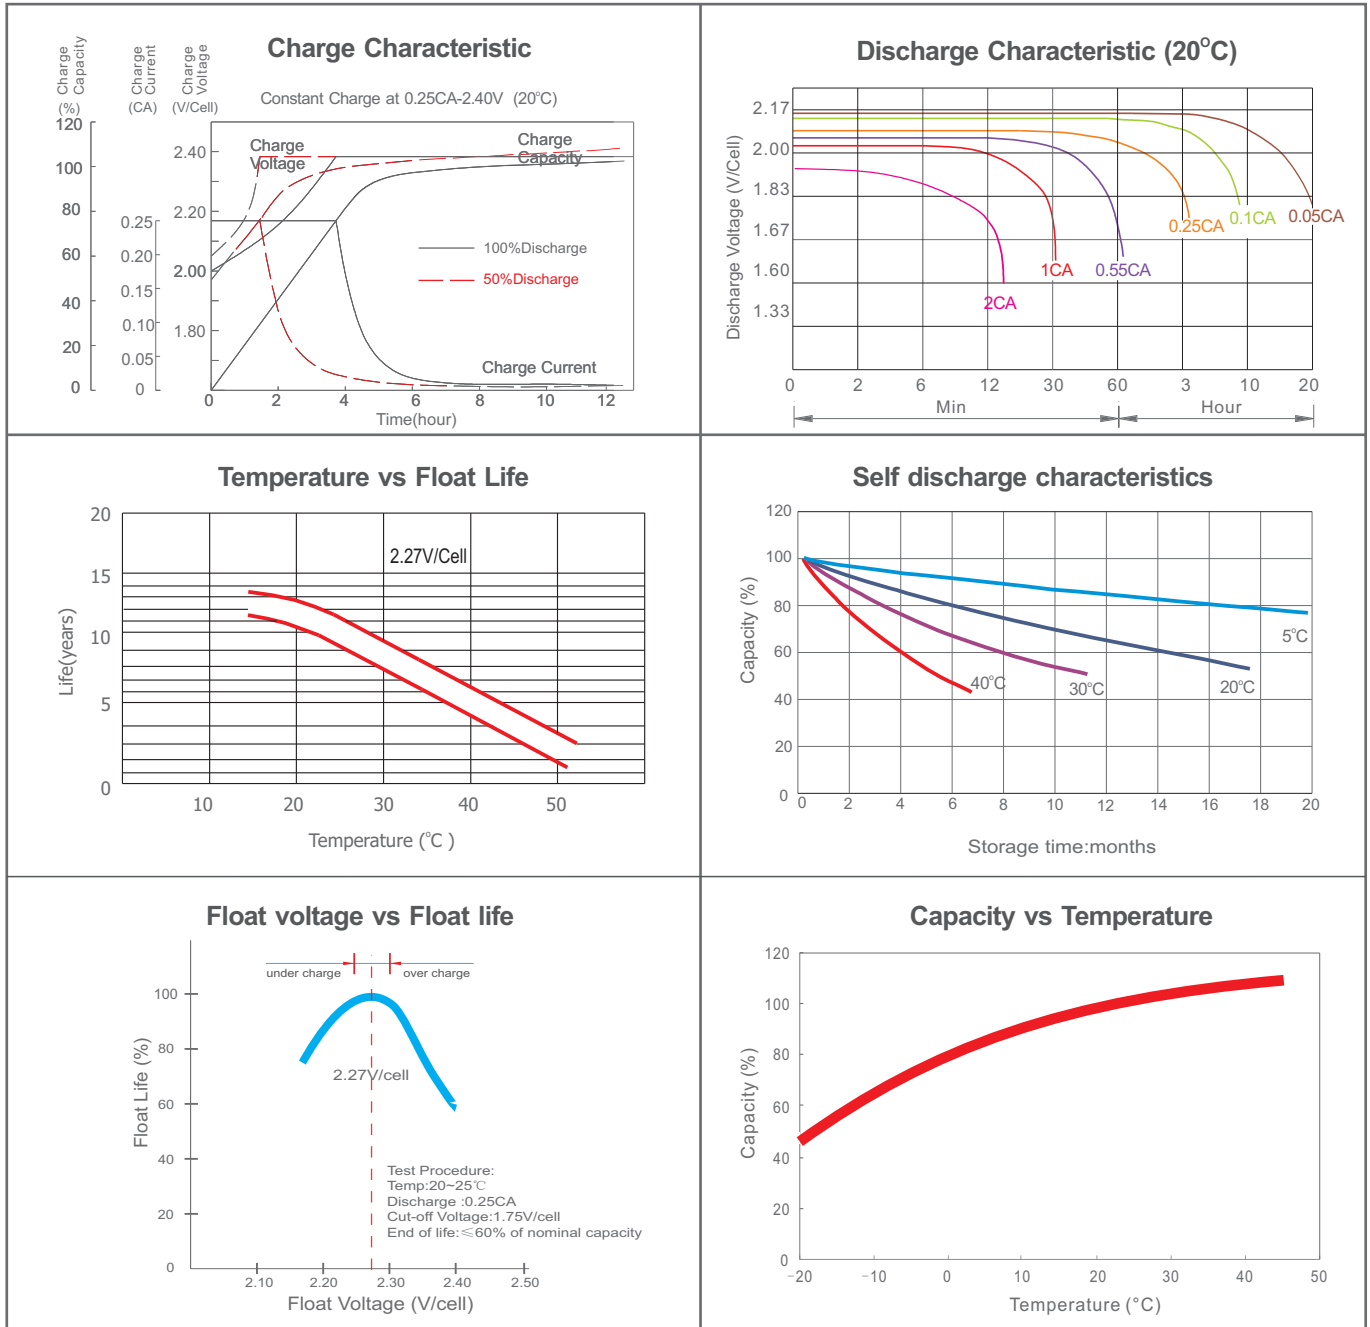 Charge Characteristic
Charge Capacity
(%)
Charge Current
(CA)
Charge Voltage
(V/Cell)
Constant Charge at 0.25CA-2.40V (20°C)
120
100
80
60
40
20
0
0.25
0.20
0.15
0.10
0.05
0
2.40
2.20
2.00
1.80
Charge
Voltage
Charge
Capacity
100%Discharge
50%Discharge
Charge Current
0 2 4 6 8 10 12
Time(hour)
Discharge Characteristic (20°C)
Discharge Voltage (V/Cell)
2.17
2.00
1.83
1.67
1.60
1.33
2CA
1CA
0.55CA
0.25CA
0.1CA
0.05CA
0 2 6 12 30 60 3 10 20
Min Hour
Temperature vs Float Life
Life(years)
20
15
10
5
0
2.27V/Cell
10 20 30 40 50
Temperature (°C )
Self discharge characteristics
Capacity (%)
120
100
80
60
40
20
0
5°C
40°C
30°C
20°C
0 2 4 6 8 10 12 14 16 18 20
Storage time:months
Float voltage vs Float life
under charge over charge
Float Life (%)
100
80
60
40
20
0
2.27V/cell
Test Procedure:
Temp:20~25℃
Discharge :0.25CA
Cut-off Voltage:1.75V/cell
End of life:≤60% of nominal capacity
2.10 2.20 2.30 2.40 2.50
Float Voltage (V/cell)
Capacity vs Temperature
Capacity (%)
120
100
80
60
40
20
0
−20 −10 0 10 20 30 40 50
Temperature (°C)